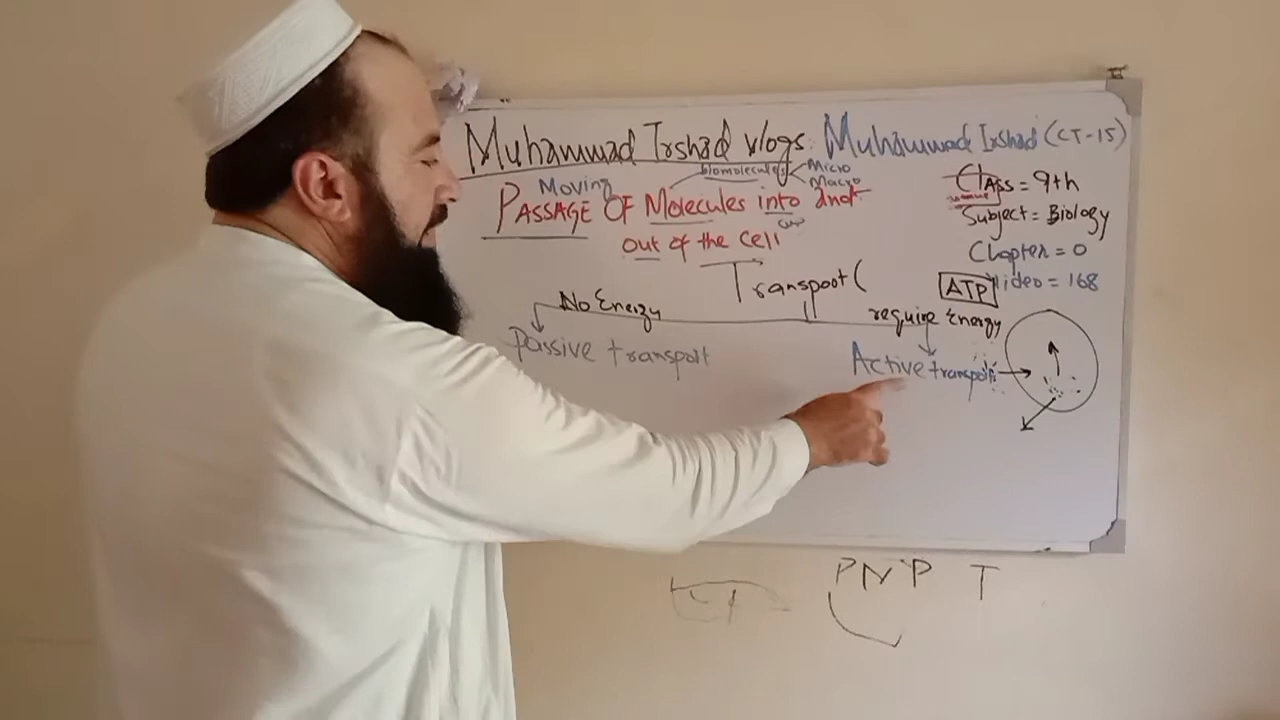 Muhammad Irshad vlogs. Muhammad Irshad (CT-15)
biomolecules Micro
Macro
Moving
PASSAGE OF Molecules into and
out of the cell
Class = 9th
Subject = Biology
Chapter = 0
Video = 168
Transpoot(
ATP
No Energy
require Energy
Passive transport
Active transport
PNP T